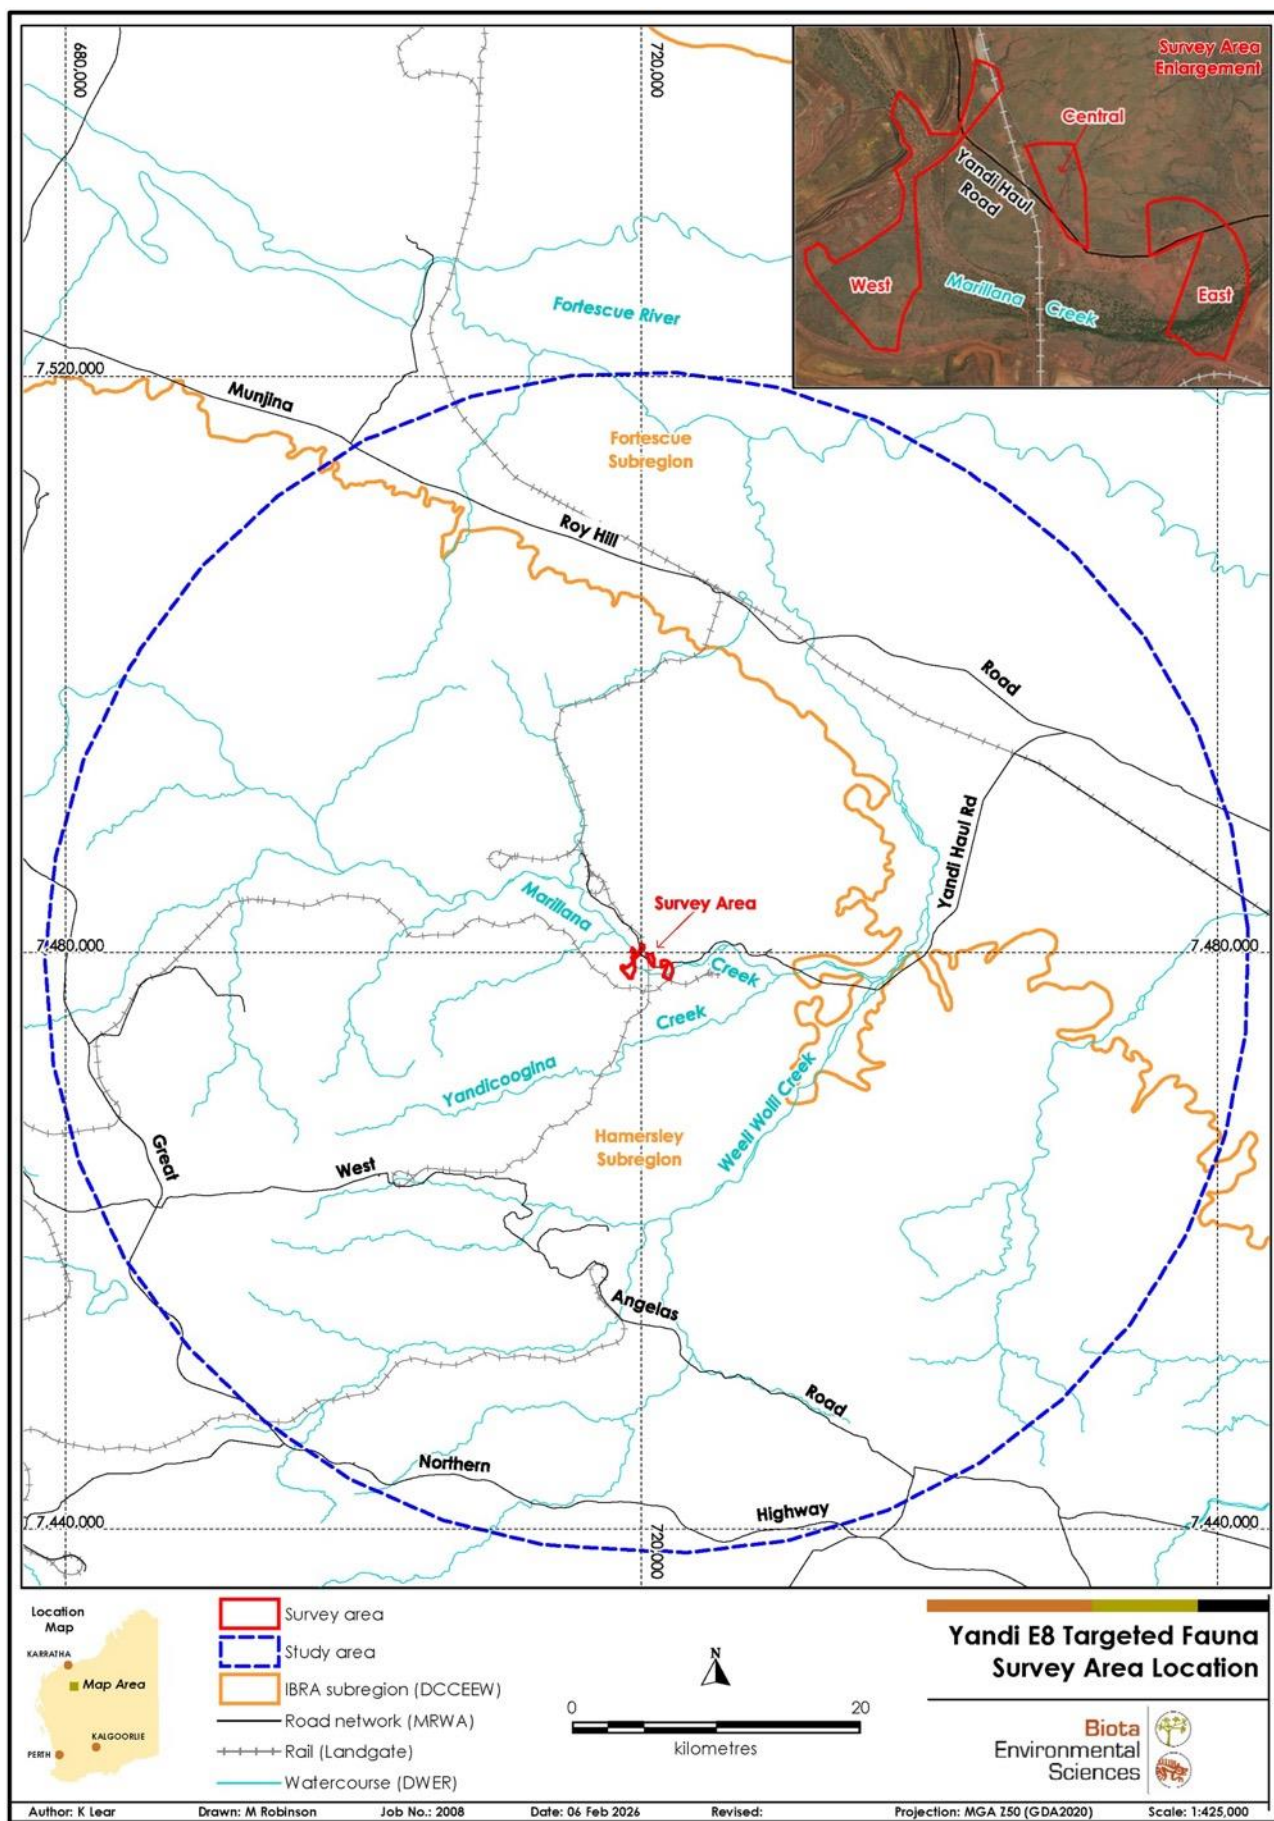 680,000
720,000
Survey Area
Enlargement
Central
Yandi Haul
Road
West
Marillana Creek
East
Fortescue River
7,520,000
Munjina
Fortescue
Subregion
Roy Hill
Road
Yandi Haul Rd
Marillana
Survey Area
7,480,000
7,480,000
Creek
Creek
Yandicoogina
Weeli Wolli Creek
Great
West
Hamersley
Subregion
Angelas
Road
Northern
Highway
7,440,000
7,440,000
720,000
Location
Map
KARRATHA
Map Area
KALGOORLIE
PERTH
Survey area
Study area
IBRA subregion (DCCEEW)
Road network (MRWA)
Rail (Landgate)
Watercourse (DWER)
N
0 20
kilometres
Yandi E8 Targeted Fauna
Survey Area Location
Biota
Environmental
Sciences
Author: K Lear Drawn: M Robinson Job No.: 2008 Date: 06 Feb 2026 Revised: Projection: MGA Z50 (GDA2020) Scale: 1:425,000